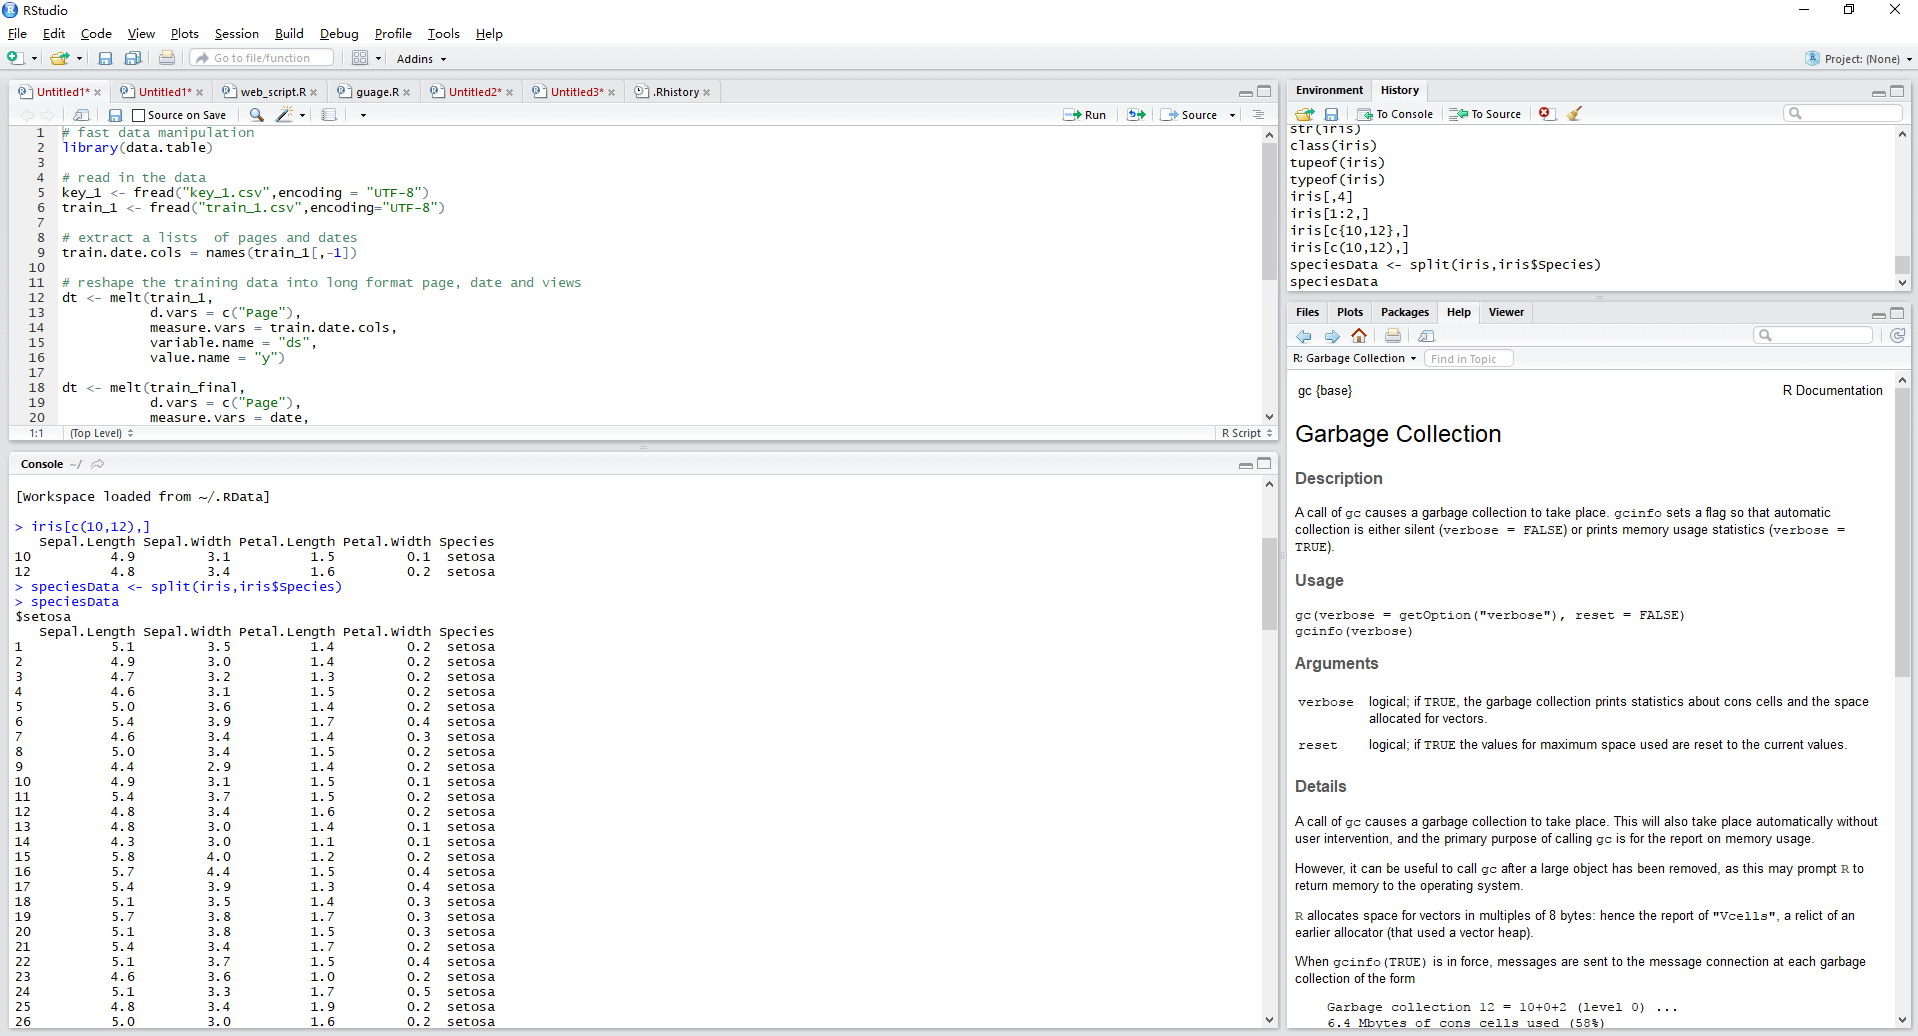 RStudio
File Edit Code View Plots Session Build Debug Profile Tools Help
Go to file/function Addins Project: (None)
Untitled1* Untitled1* web_script.R guage.R Untitled2* Untitled3* .Rhistory
Source on Save Run Source
1 # fast data manipulation
2 library(data.table)
3
4 # read in the data
5 key_1 <- fread("key_1.csv",encoding = "UTF-8")
6 train_1 <- fread("train_1.csv",encoding="UTF-8")
7
8 # extract a lists  of pages and dates
9 train.date.cols = names(train_1[,-1])
10
11 # reshape the training data into long format page, date and views
12 dt <- melt(train_1,
13            d.vars = c("Page"),
14            measure.vars = train.date.cols,
15            variable.name = "ds",
16            value.name = "y")
17
18 dt <- melt(train_final,
19            d.vars = c("Page"),
20            measure.vars = date,
1:1 (Top Level) R Script
Console ~/
[Workspace loaded from ~/.RData]
> iris[c(10,12),]
   Sepal.Length Sepal.Width Petal.Length Petal.Width Species
10          4.9         3.1          1.5         0.1  setosa
12          4.8         3.4          1.6         0.2  setosa
> speciesData <- split(iris,iris$Species)
> speciesData
$setosa
   Sepal.Length Sepal.Width Petal.Length Petal.Width Species
1           5.1         3.5          1.4         0.2  setosa
2           4.9         3.0          1.4         0.2  setosa
3           4.7         3.2          1.3         0.2  setosa
4           4.6         3.1          1.5         0.2  setosa
5           5.0         3.6          1.4         0.2  setosa
6           5.4         3.9          1.7         0.4  setosa
7           4.6         3.4          1.4         0.3  setosa
8           5.0         3.4          1.5         0.2  setosa
9           4.4         2.9          1.4         0.2  setosa
10          4.9         3.1          1.5         0.1  setosa
11          5.4         3.7          1.5         0.2  setosa
12          4.8         3.4          1.6         0.2  setosa
13          4.8         3.0          1.4         0.1  setosa
14          4.3         3.0          1.1         0.1  setosa
15          5.8         4.0          1.2         0.2  setosa
16          5.7         4.4          1.5         0.4  setosa
17          5.4         3.9          1.3         0.4  setosa
18          5.1         3.5          1.4         0.3  setosa
19          5.7         3.8          1.7         0.3  setosa
20          5.1         3.8          1.5         0.3  setosa
21          5.4         3.4          1.7         0.2  setosa
22          5.1         3.7          1.5         0.4  setosa
23          4.6         3.6          1.0         0.2  setosa
24          5.1         3.3          1.7         0.5  setosa
25          4.8         3.4          1.9         0.2  setosa
26          5.0         3.0          1.6         0.2  setosa
Environment History
To Console To Source
str(iris)
class(iris)
tupeof(iris)
typeof(iris)
iris[,4]
iris[1:2,]
iris[c{10,12},]
iris[c(10,12),]
speciesData <- split(iris,iris$Species)
speciesData
Files Plots Packages Help Viewer
R: Garbage Collection Find in Topic
gc {base} R Documentation
Garbage Collection
Description
A call of gc causes a garbage collection to take place. gcinfo sets a flag so that automatic
collection is either silent (verbose = FALSE) or prints memory usage statistics (verbose =
TRUE).
Usage
gc(verbose = getOption("verbose"), reset = FALSE)
gcinfo(verbose)
Arguments
verbose logical; if TRUE, the garbage collection prints statistics about cons cells and the space
allocated for vectors.
reset logical; if TRUE the values for maximum space used are reset to the current values.
Details
A call of gc causes a garbage collection to take place. This will also take place automatically without
user intervention, and the primary purpose of calling gc is for the report on memory usage.
However, it can be useful to call gc after a large object has been removed, as this may prompt R to
return memory to the operating system.
R allocates space for vectors in multiples of 8 bytes: hence the report of "Vcells", a relict of an
earlier allocator (that used a vector heap).
When gcinfo(TRUE) is in force, messages are sent to the message connection at each garbage
collection of the form
Garbage collection 12 = 10+0+2 (level 0) ...
6.4 Mbytes of cons cells used (58%)